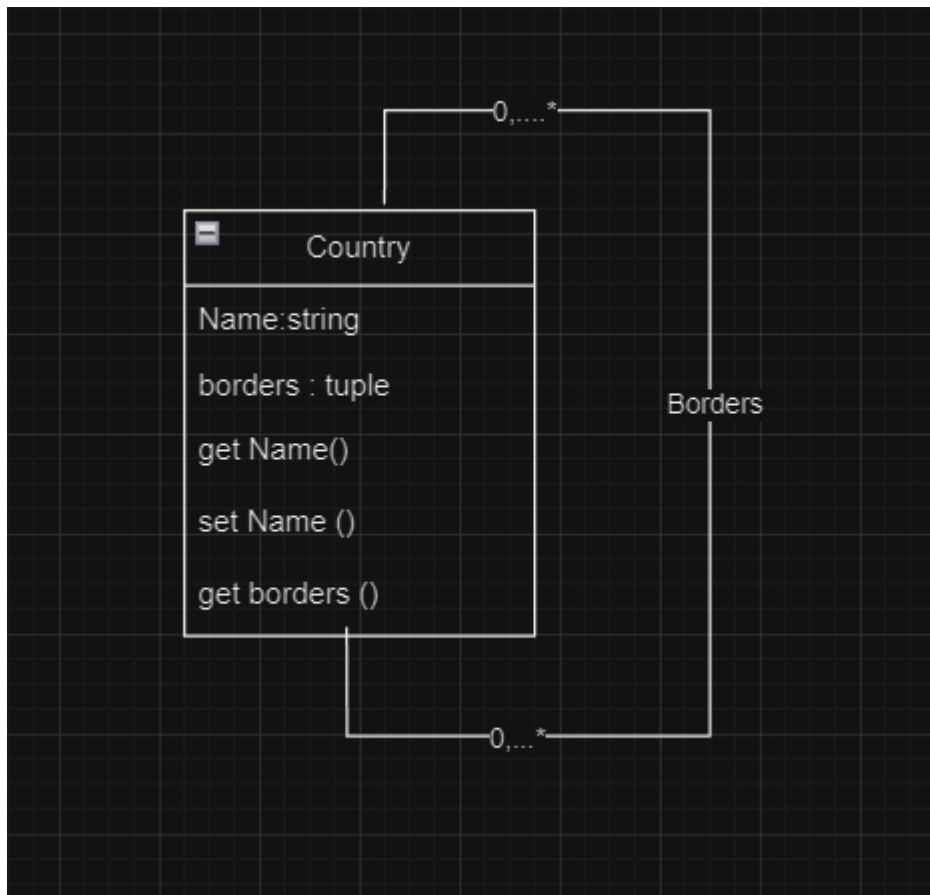 0,....*
Country
Name:string
borders : tuple
Borders
get Name()
set Name ()
get borders ()
0,...*